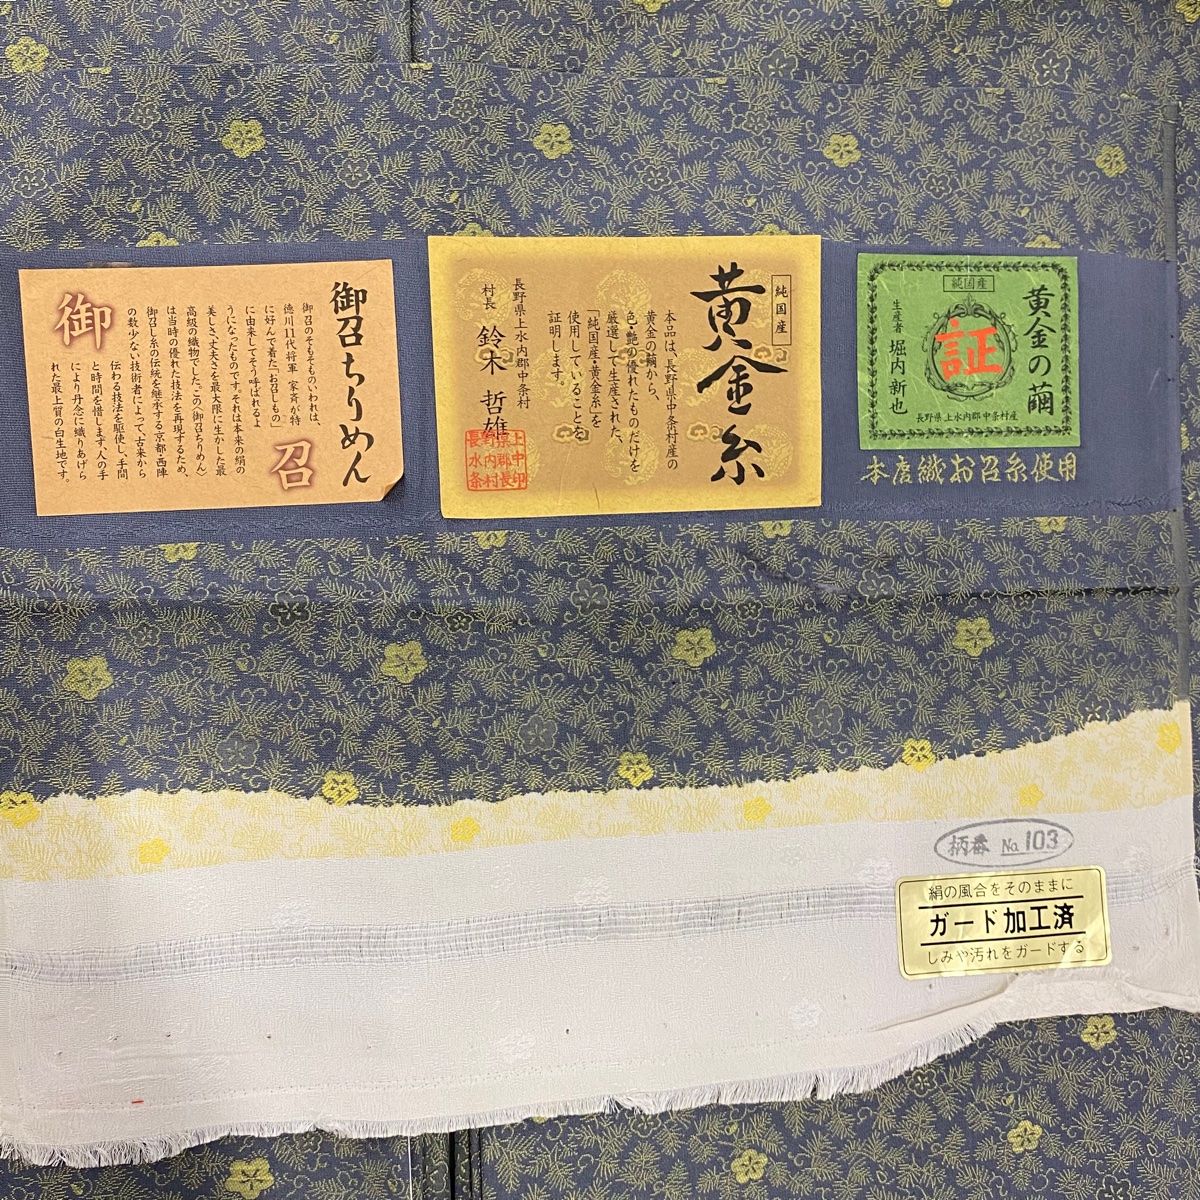 黄金の繭
純国産
証
生産者 堀内 新也
長野県 上水内郡 中条村産
本店織お召糸使用
純国産
黄金糸
本品は、長野県中条村産の
黄金の繭から、
色・艶の優れたものだけを
厳選して生産された、
「純国産・黄金糸」を
使用していることを
証明します。
長野県上水内郡中条村
村長 鈴木 哲雄
上水内郡中条村長印
御召ちりめん
御召のそもそものいわれは、
徳川11代将軍(家斉)が特
に好んで着た「お召しもの」
に由来してそう呼ばれるよ
うになったものです。それは本来の絹の
美しさ、丈夫さを最大限に生かした最
高級の織物でした。この〈御召ちりめん〉
は当時の優れた技法を再現するため、
御召し糸の伝統を継承する京都・西陣
の数少ない技術者によって、古来から
伝わる技法を駆使し、手間
と時間を惜しまず、人の手
により丹念に織りあげら
れた最上質の白生地です。
御
召
柄番 No.103
絹の風合をそのままに
ガード加工済
しみや汚れをガードする